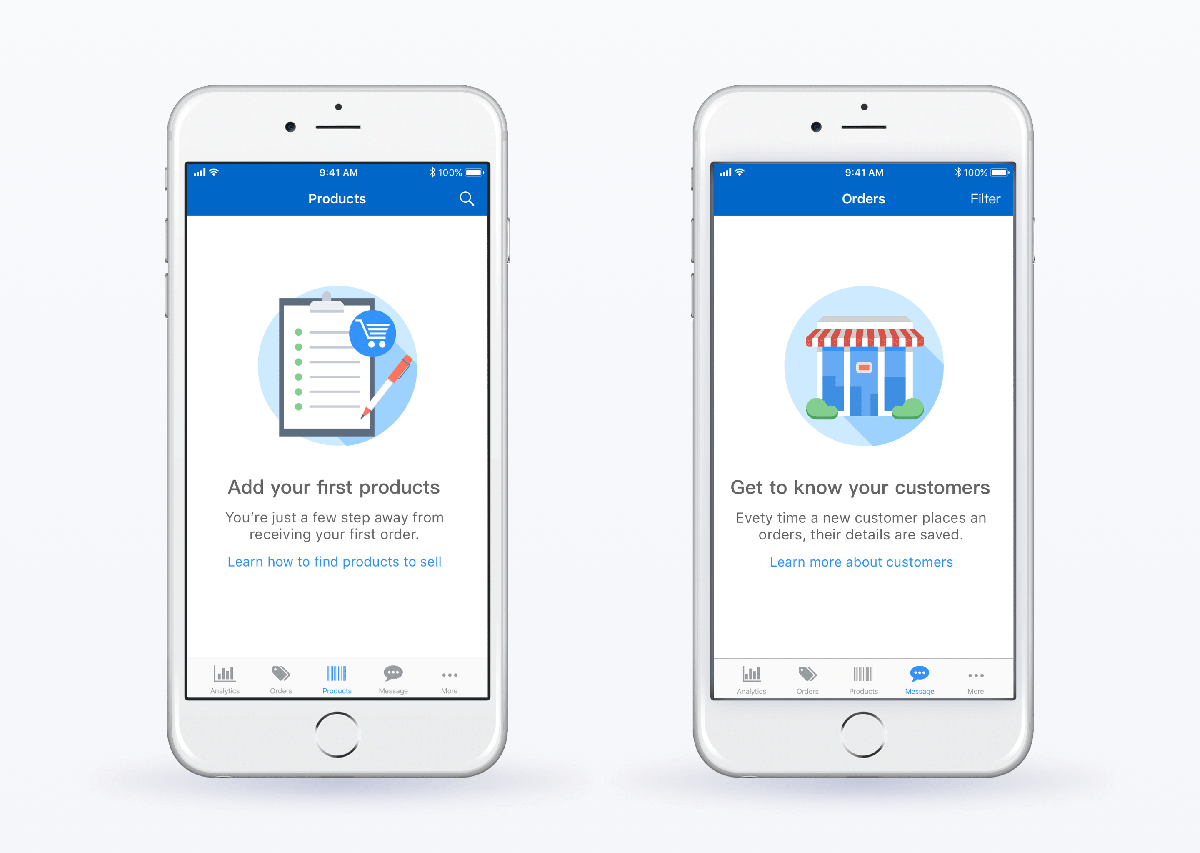 9:41 AM
100%
Products
Add your first products
You're just a few step away from
receiving your first order.
Learn how to find products to sell
Analytics Orders Products Message More
9:41 AM
100%
Orders
Filter
Get to know your customers
Evety time a new customer places an
orders, their details are saved.
Learn more about customers
Analytics Orders Products Message More